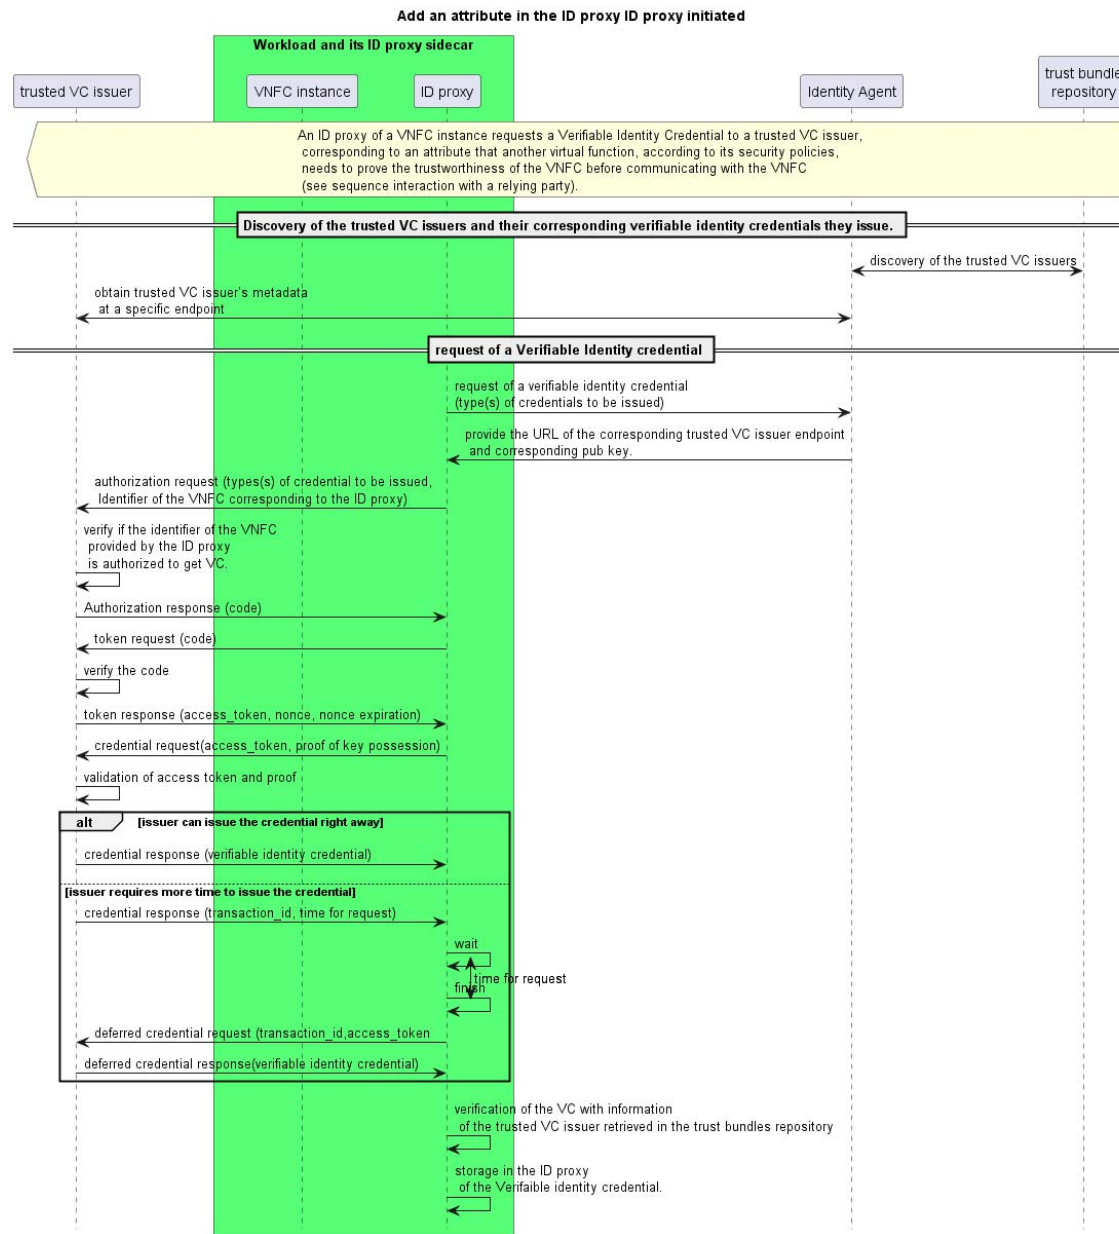 Add an attribute in the ID proxy ID proxy initiated
Workload and its ID proxy sidecar
trusted VC issuer
VNFC instance
ID proxy
Identity Agent
trust bundles
repository
An ID proxy of a VNFC instance requests a Verifiable Identity Credential to a trusted VC issuer,
corresponding to an attribute that another virtual function, according to its security policies,
needs to prove the trustworthiness of the VNFC before communicating with the VNFC
(see sequence interaction with a relying party).
Discovery of the trusted VC issuers and their corresponding verifiable identity credentials they issue.
discovery of the trusted VC issuers
obtain trusted VC issuer's metadata
at a specific endpoint
request of a Verifiable Identity credential
request of a verifiable identity credential
(type(s) of credentials to be issued)
provide the URL of the corresponding trusted VC issuer endpoint
and corresponding pub key.
authorization request (types(s) of credential to be issued,
Identifier of the VNFC corresponding to the ID proxy)
verify if the identifier of the VNFC
provided by the ID proxy
is authorized to get VC.
Authorization response (code)
token request (code)
verify the code
token response (access_token, nonce, nonce expiration)
credential request(access_token, proof of key possession)
validation of access token and proof
alt [issuer can issue the credential right away]
credential response (verifiable identity credential)
[issuer requires more time to issue the credential]
credential response (transaction_id, time for request)
wait
time for request
finish
deferred credential request (transaction_id,access_token
deferred credential response(verifiable identity credential)
verification of the VC with information
of the trusted VC issuer retrieved in the trust bundles repository
storage in the ID proxy
of the Verifaible identity credential.